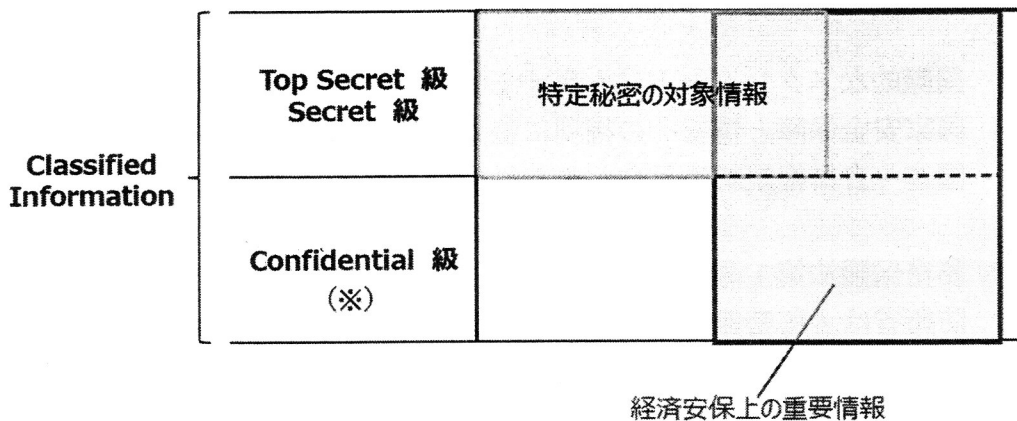 Top Secret 級
Secret 級
特定秘密の対象情報
Classified
Information
Confidential 級
(※)
経済安保上の重要情報